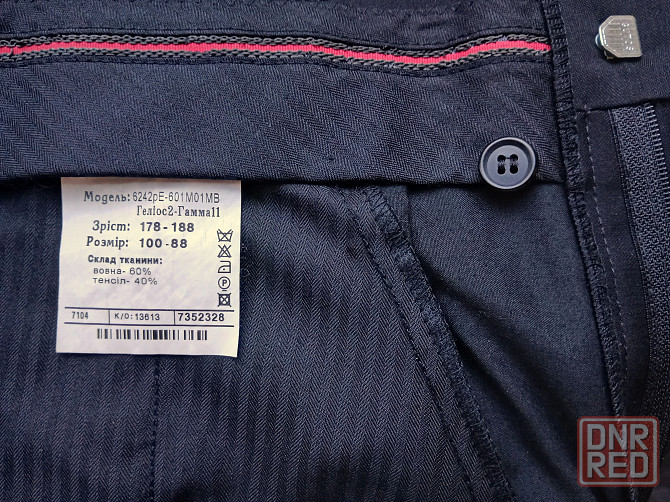 Модель: 6242рЕ-601М01МВ
Геліос2-Гамма11
Зріст: 178 - 188
Розмір: 100 - 88
Склад тканини:
вовна- 60%
тенсіл- 40%
7104 К/О:13613 7352328
DNR
RED